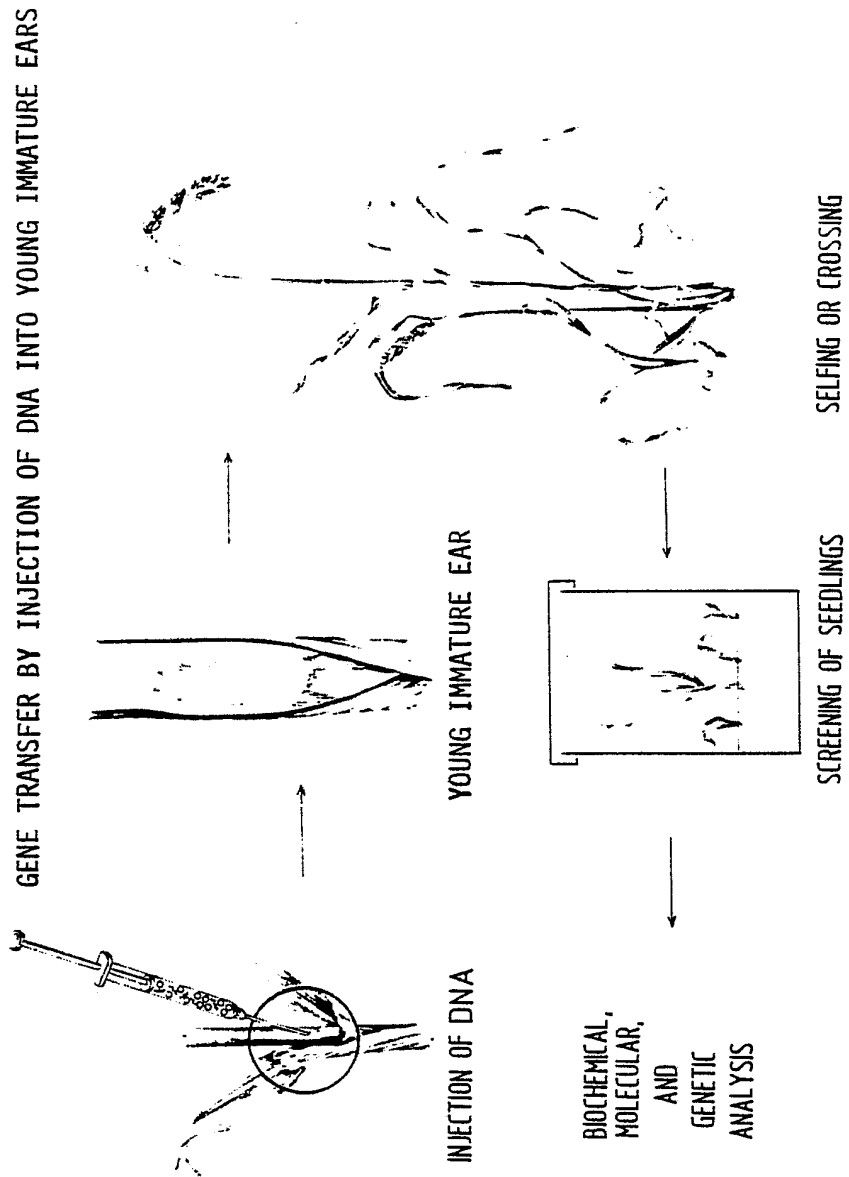 GENE TRANSFER BY INJECTION OF DNA INTO YOUNG IMMATURE EARS
INJECTION OF DNA
YOUNG IMMATURE EAR
SELFING OR CROSSING
SCREENING OF SEEDLINGS
BIOCHEMICAL,
MOLECULAR,
AND
GENETIC
ANALYSIS